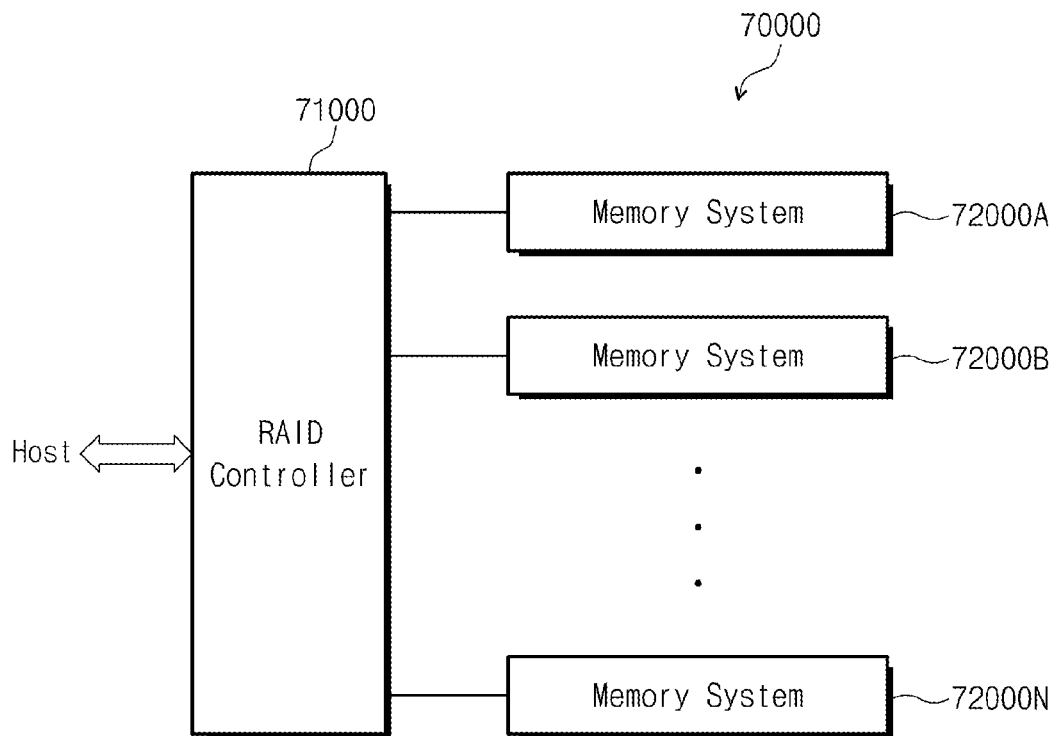 70000
71000
Memory System
72000A
Memory System
72000B
Host
RAID
Controller
Memory System
72000N